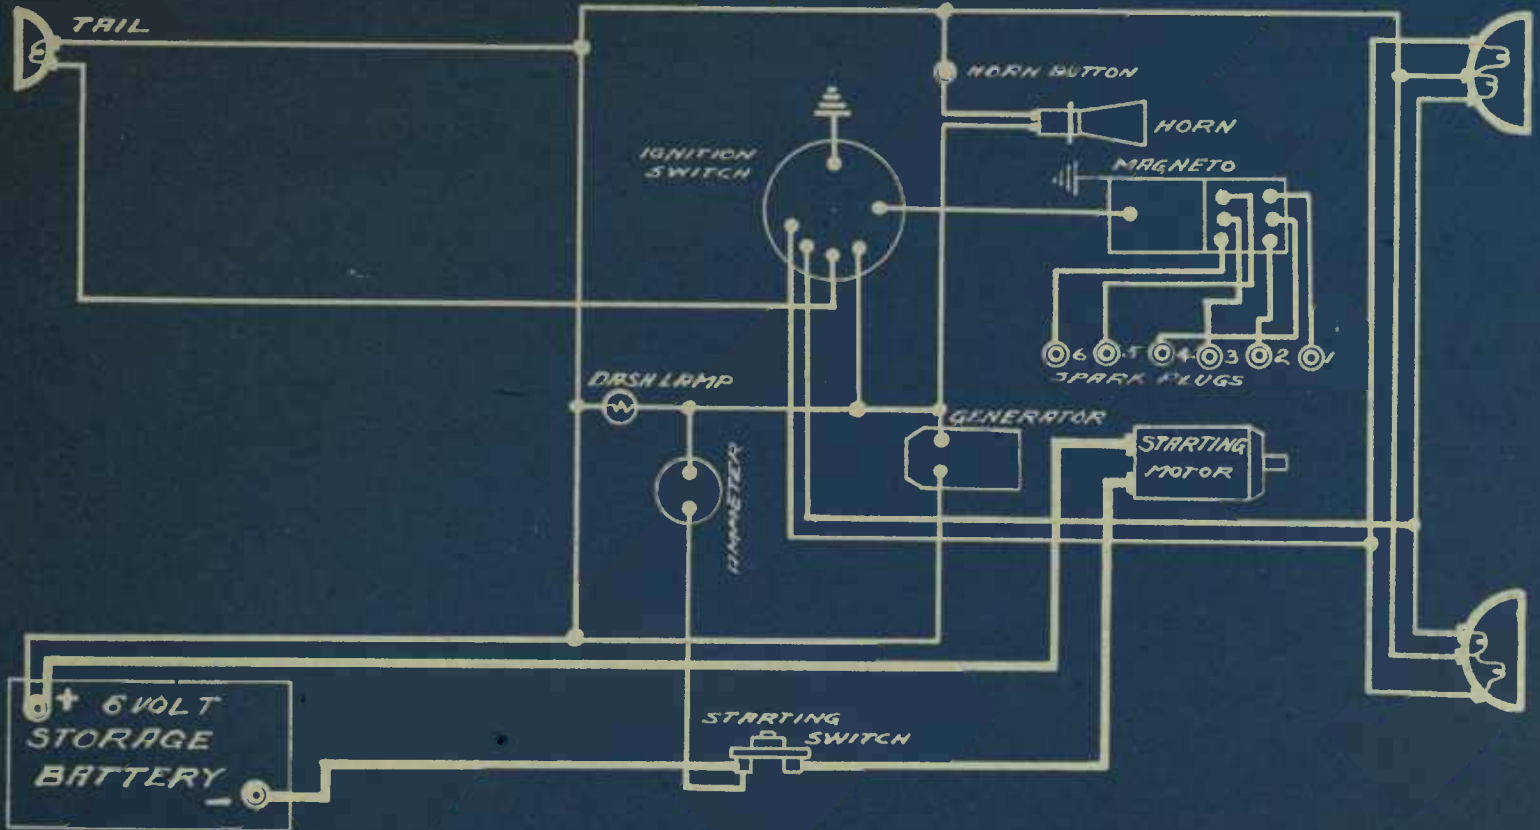 TAIL
HORN BUTTON
HORN
IGNITION
SWITCH
MAGNETO
6 5 4 3 2 1
SPARK PLUGS
DASH LAMP
GENERATOR
AMMETER
STARTING
MOTOR
+ 6 VOLT
STORAGE
BATTERY
-
STARTING
SWITCH